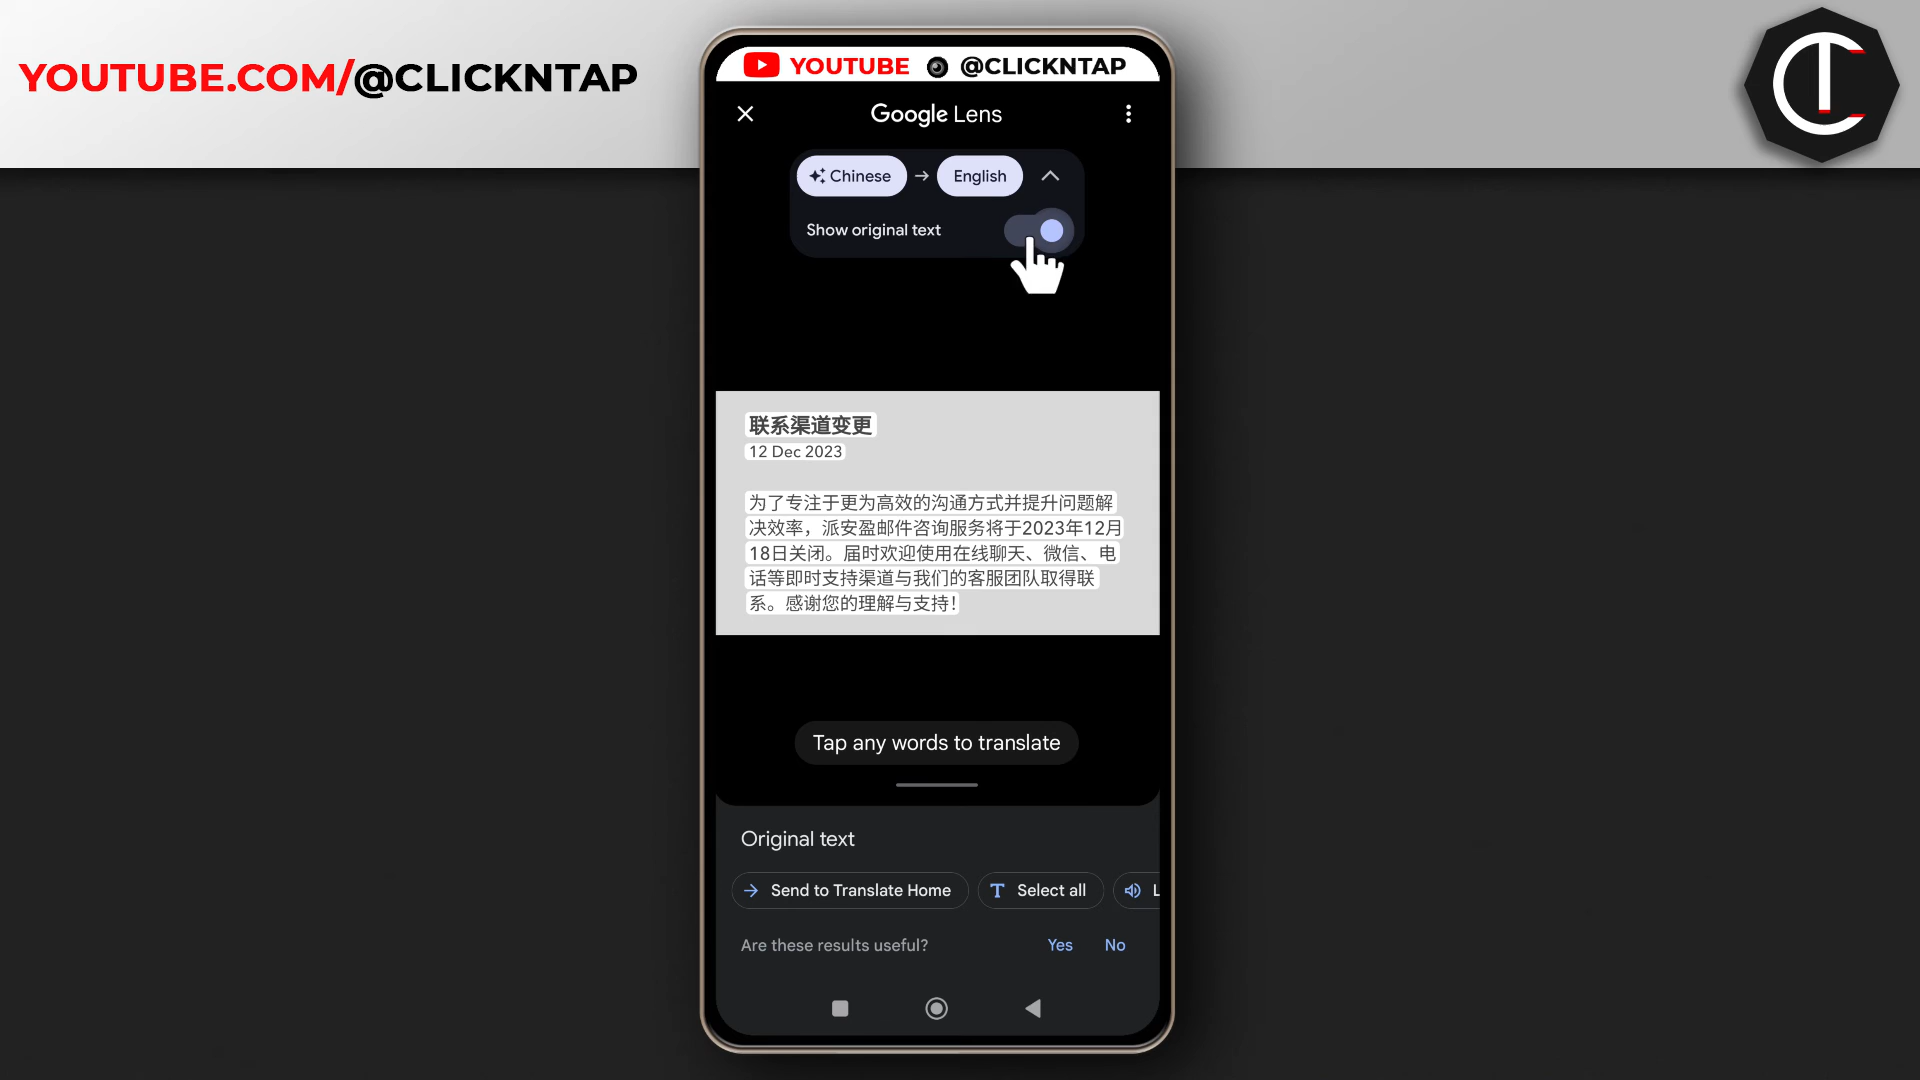 YOUTUBE.COM/@CLICKNTAP
YOUTUBE @CLICKNTAP
Google Lens
Chinese → English
Show original text
联系渠道变更
12 Dec 2023
为了专注于更为高效的沟通方式并提升问题解
决效率，派安盈邮件咨询服务将于2023年12月
18日关闭。届时欢迎使用在线聊天、微信、电
话等即时支持渠道与我们的客服团队取得联
系。感谢您的理解与支持！
Tap any words to translate
Original text
Send to Translate Home
Select all
L
Are these results useful?
Yes
No